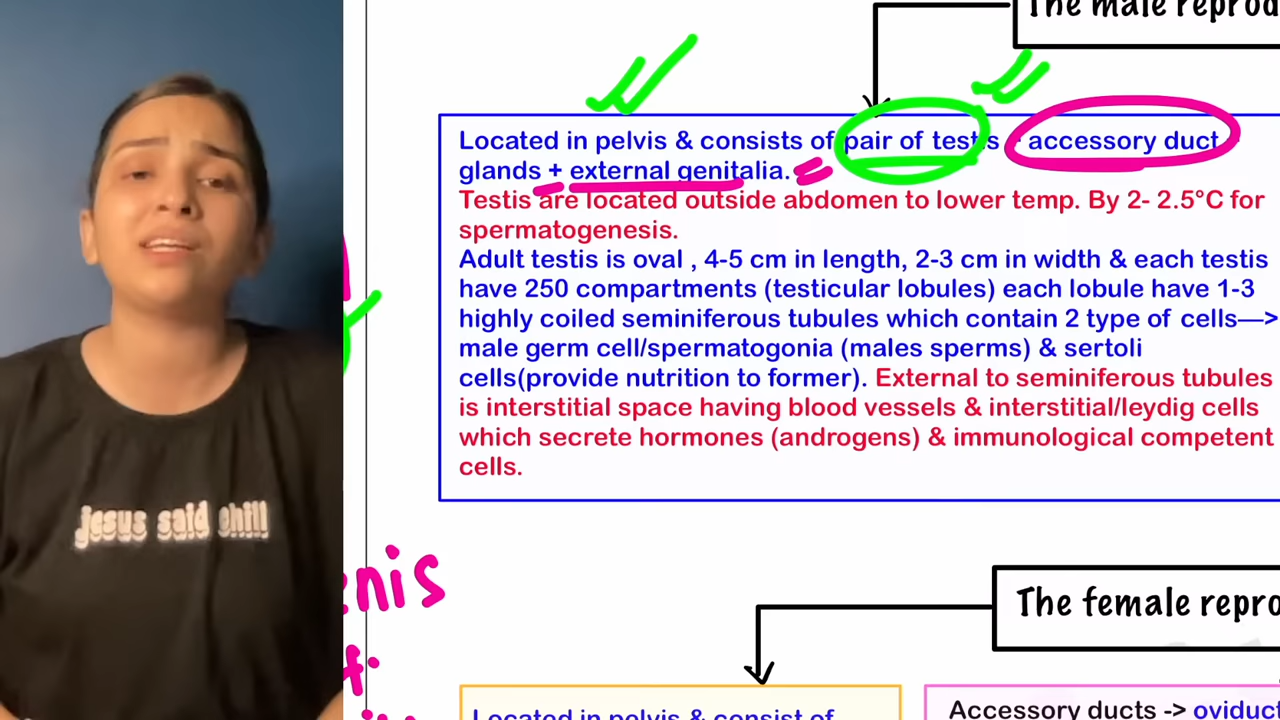 The male reprod
Located in pelvis & consists of pair of testis + accessory duct
glands + external genitalia.
Testis are located outside abdomen to lower temp. By 2- 2.5°C for
spermatogenesis.
Adult testis is oval , 4-5 cm in length, 2-3 cm in width & each testis
have 250 compartments (testicular lobules) each lobule have 1-3
highly coiled seminiferous tubules which contain 2 type of cells—>
male germ cell/spermatogonia (males sperms) & sertoli
cells(provide nutrition to former). External to seminiferous tubules
is interstitial space having blood vessels & interstitial/leydig cells
which secrete hormones (androgens) & immunological competent
cells.
jesus said chill
enis
The female repro
Located in pelvis & consist of
Accessory ducts -> oviduct